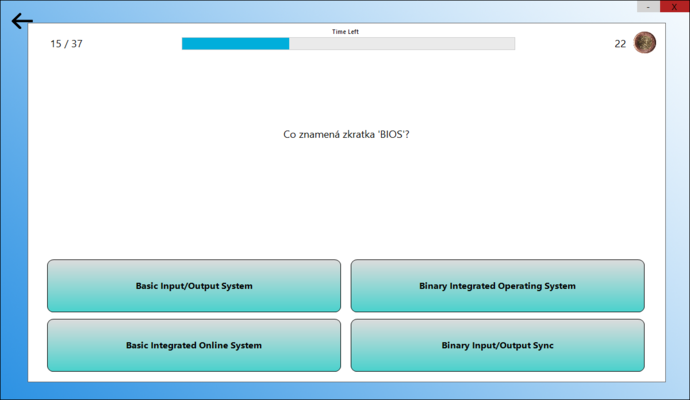 - X
Time Left
15 / 37
22
Co znamená zkratka 'BIOS'?
Basic Input/Output System
Binary Integrated Operating System
Basic Integrated Online System
Binary Input/Output Sync